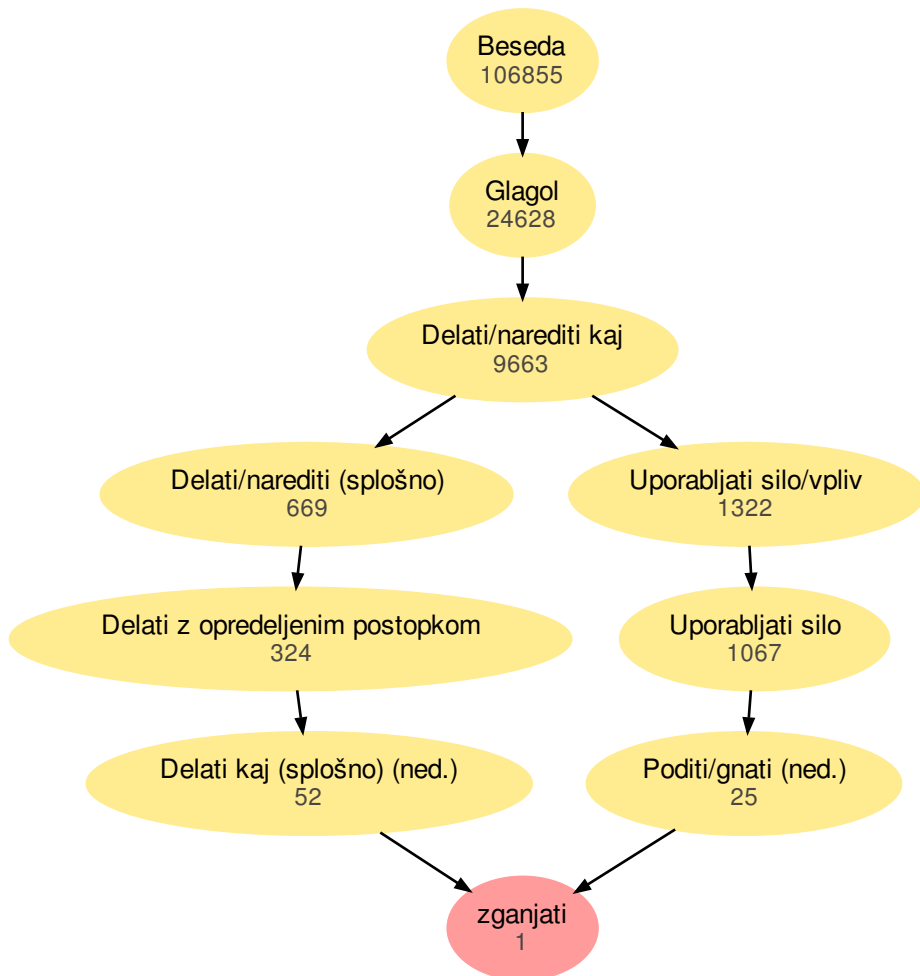 Beseda
106855
Glagol
24628
Delati/narediti kaj
9663
Delati/narediti (splošno)
669
Uporabljati silo/vpliv
1322
Delati z opredeljenim postopkom
324
Uporabljati silo
1067
Delati kaj (splošno) (ned.)
52
Poditi/gnati (ned.)
25
zganjati
1